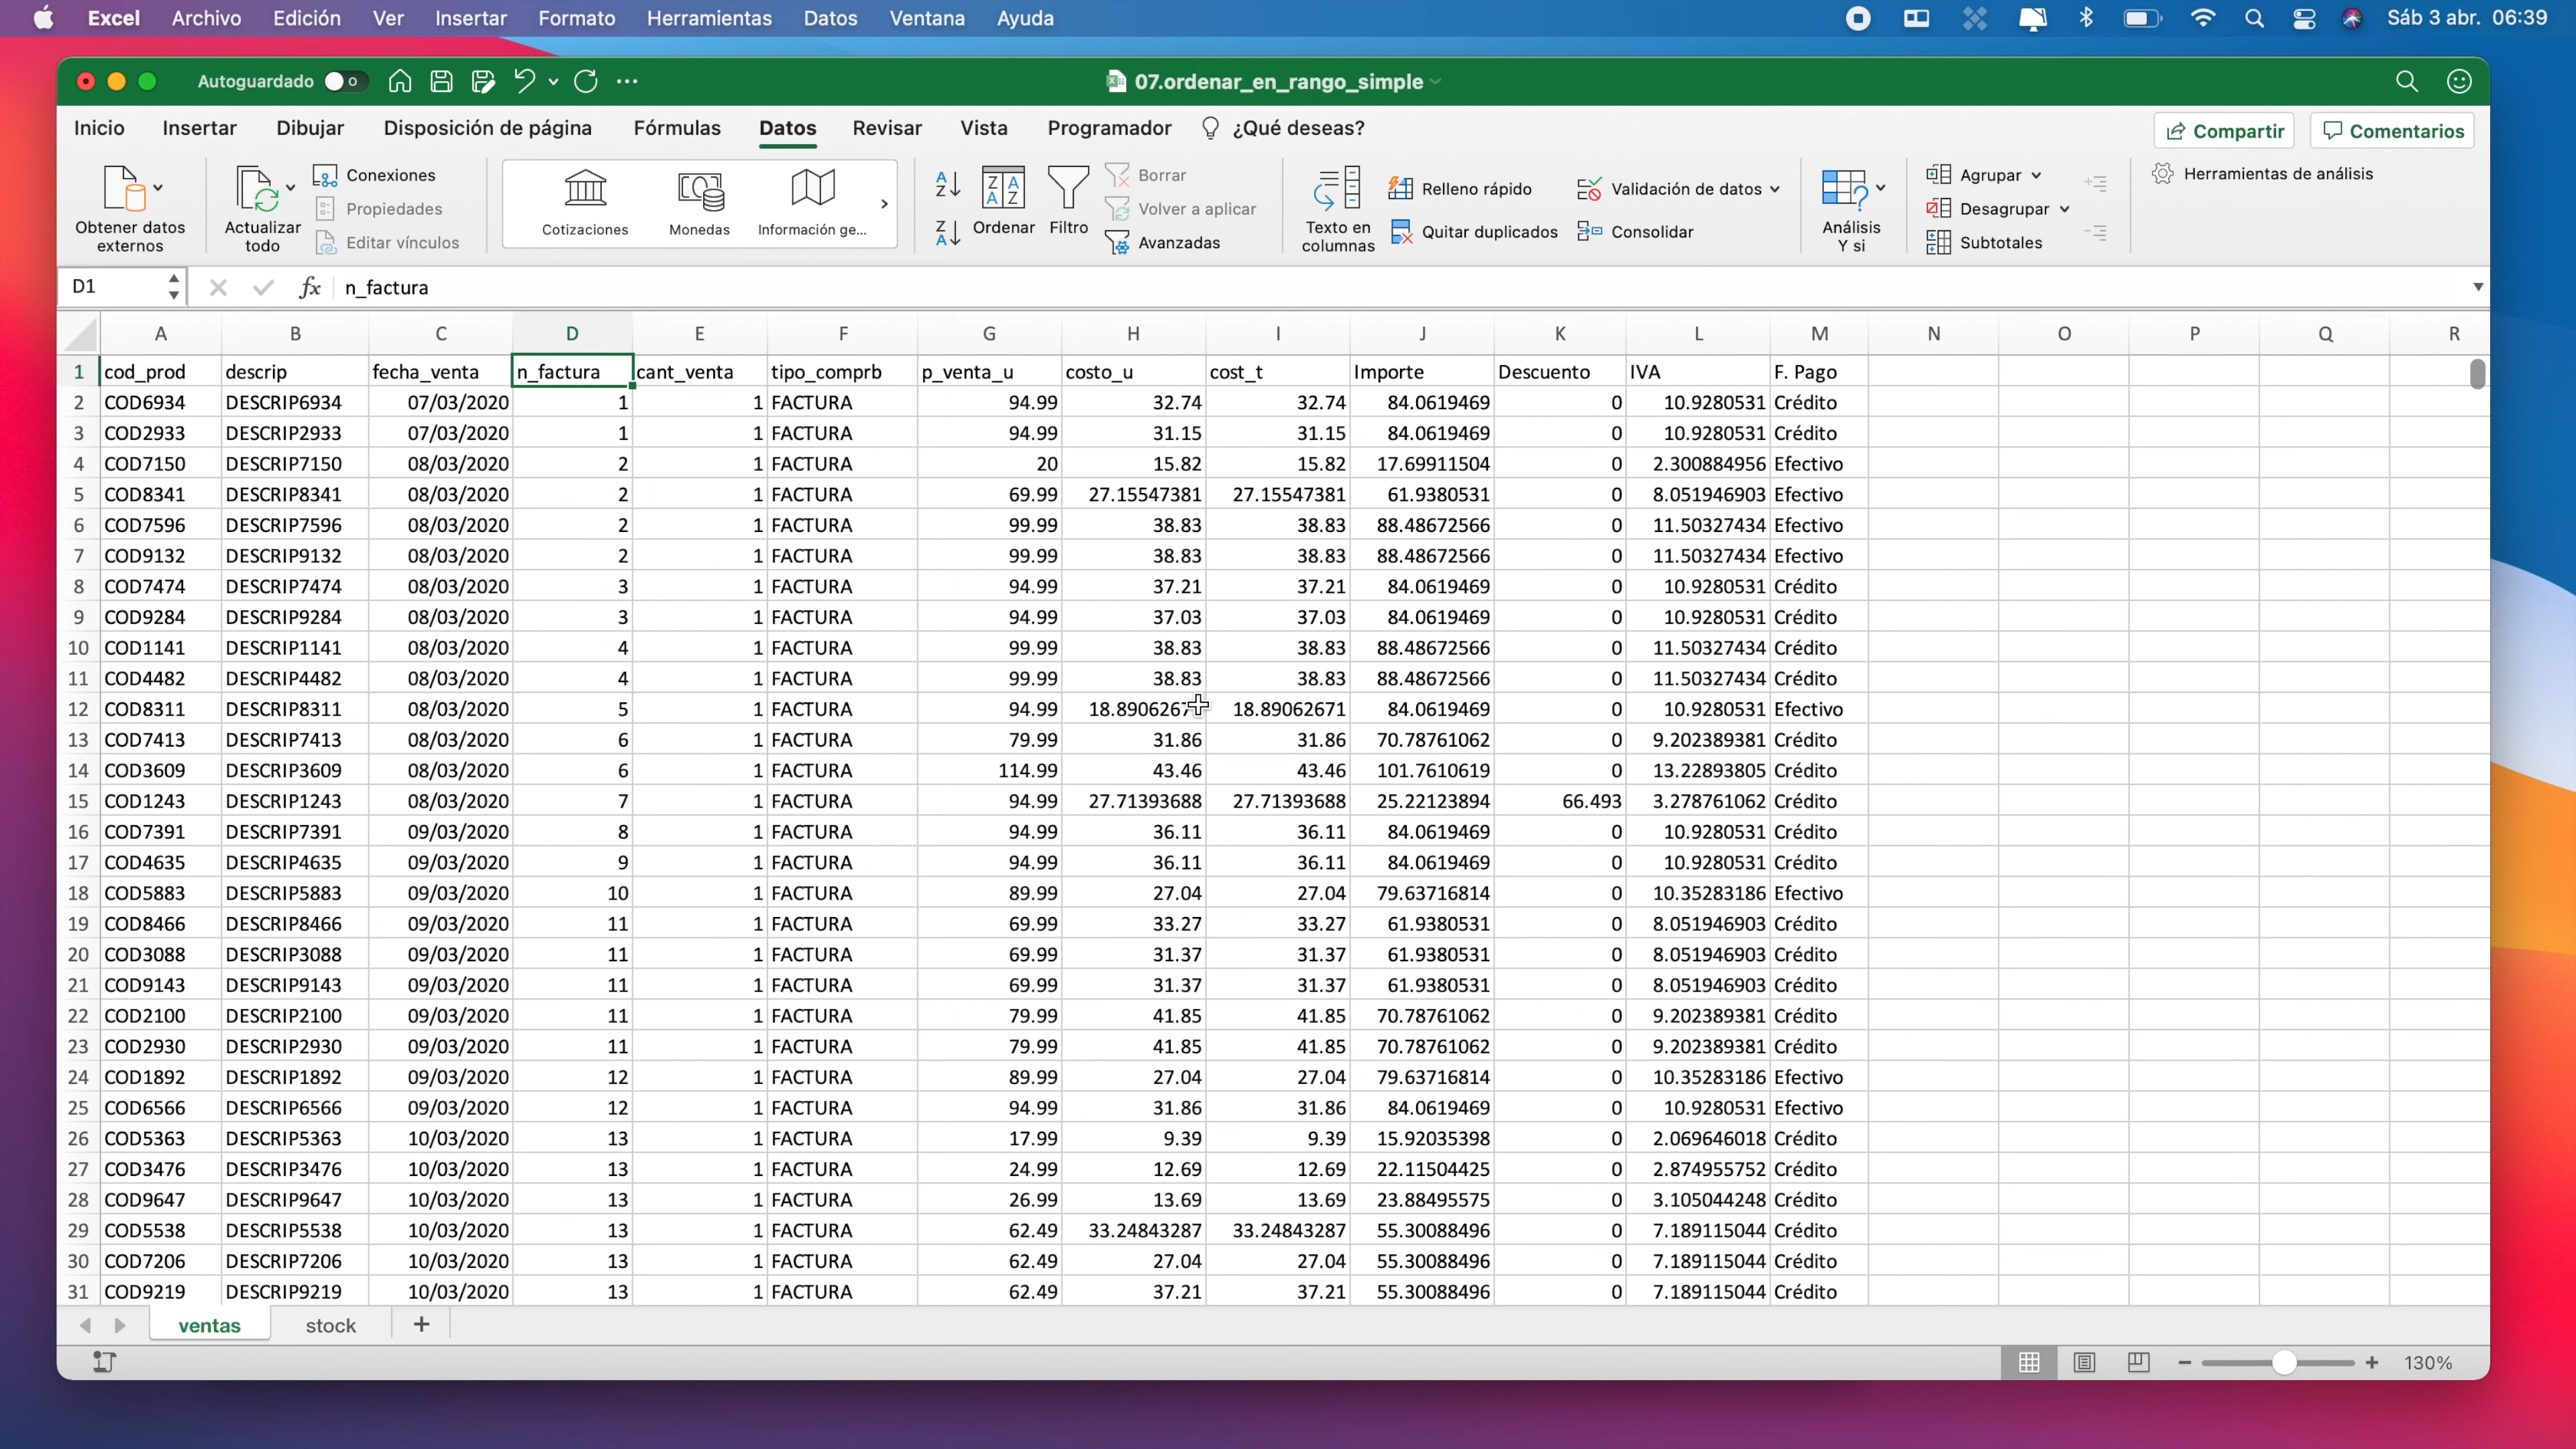 Excel Archivo Edición Ver Insertar Formato Herramientas Datos Ventana Ayuda Sáb 3 abr. 06:39
Autoguardado 07.ordenar_en_rango_simple
Inicio Insertar Dibujar Disposición de página Fórmulas Datos Revisar Vista Programador ¿Qué deseas? Compartir Comentarios
Obtener datos externos
Actualizar todo
Conexiones
Propiedades
Editar vínculos
Cotizaciones Monedas Información ge...
Ordenar Filtro
Borrar
Volver a aplicar
Avanzadas
Texto en columnas
Relleno rápido
Quitar duplicados
Validación de datos
Consolidar
Análisis Y si
Agrupar
Desagrupar
Subtotales
Herramientas de análisis
D1 fx n_factura
A B C D E F G H I J K L M N O P Q R
1 cod_prod descrip fecha_venta n_factura cant_venta tipo_comprb p_venta_u costo_u cost_t Importe Descuento IVA F. Pago
2 COD6934 DESCRIP6934 07/03/2020 1 1 FACTURA 94.99 32.74 32.74 84.0619469 0 10.9280531 Crédito
3 COD2933 DESCRIP2933 07/03/2020 1 1 FACTURA 94.99 31.15 31.15 84.0619469 0 10.9280531 Crédito
4 COD7150 DESCRIP7150 08/03/2020 2 1 FACTURA 20 15.82 15.82 17.69911504 0 2.300884956 Efectivo
5 COD8341 DESCRIP8341 08/03/2020 2 1 FACTURA 69.99 27.15547381 27.15547381 61.9380531 0 8.051946903 Efectivo
6 COD7596 DESCRIP7596 08/03/2020 2 1 FACTURA 99.99 38.83 38.83 88.48672566 0 11.50327434 Efectivo
7 COD9132 DESCRIP9132 08/03/2020 2 1 FACTURA 99.99 38.83 38.83 88.48672566 0 11.50327434 Efectivo
8 COD7474 DESCRIP7474 08/03/2020 3 1 FACTURA 94.99 37.21 37.21 84.0619469 0 10.9280531 Crédito
9 COD9284 DESCRIP9284 08/03/2020 3 1 FACTURA 94.99 37.03 37.03 84.0619469 0 10.9280531 Crédito
10 COD1141 DESCRIP1141 08/03/2020 4 1 FACTURA 99.99 38.83 38.83 88.48672566 0 11.50327434 Crédito
11 COD4482 DESCRIP4482 08/03/2020 4 1 FACTURA 99.99 38.83 38.83 88.48672566 0 11.50327434 Crédito
12 COD8311 DESCRIP8311 08/03/2020 5 1 FACTURA 94.99 18.8906267 18.89062671 84.0619469 0 10.9280531 Efectivo
13 COD7413 DESCRIP7413 08/03/2020 6 1 FACTURA 79.99 31.86 31.86 70.78761062 0 9.202389381 Crédito
14 COD3609 DESCRIP3609 08/03/2020 6 1 FACTURA 114.99 43.46 43.46 101.7610619 0 13.22893805 Crédito
15 COD1243 DESCRIP1243 08/03/2020 7 1 FACTURA 94.99 27.71393688 27.71393688 25.22123894 66.493 3.278761062 Crédito
16 COD7391 DESCRIP7391 09/03/2020 8 1 FACTURA 94.99 36.11 36.11 84.0619469 0 10.9280531 Crédito
17 COD4635 DESCRIP4635 09/03/2020 9 1 FACTURA 94.99 36.11 36.11 84.0619469 0 10.9280531 Crédito
18 COD5883 DESCRIP5883 09/03/2020 10 1 FACTURA 89.99 27.04 27.04 79.63716814 0 10.35283186 Efectivo
19 COD8466 DESCRIP8466 09/03/2020 11 1 FACTURA 69.99 33.27 33.27 61.9380531 0 8.051946903 Crédito
20 COD3088 DESCRIP3088 09/03/2020 11 1 FACTURA 69.99 31.37 31.37 61.9380531 0 8.051946903 Crédito
21 COD9143 DESCRIP9143 09/03/2020 11 1 FACTURA 69.99 31.37 31.37 61.9380531 0 8.051946903 Crédito
22 COD2100 DESCRIP2100 09/03/2020 11 1 FACTURA 79.99 41.85 41.85 70.78761062 0 9.202389381 Crédito
23 COD2930 DESCRIP2930 09/03/2020 11 1 FACTURA 79.99 41.85 41.85 70.78761062 0 9.202389381 Crédito
24 COD1892 DESCRIP1892 09/03/2020 12 1 FACTURA 89.99 27.04 27.04 79.63716814 0 10.35283186 Efectivo
25 COD6566 DESCRIP6566 09/03/2020 12 1 FACTURA 94.99 31.86 31.86 84.0619469 0 10.9280531 Efectivo
26 COD5363 DESCRIP5363 10/03/2020 13 1 FACTURA 17.99 9.39 9.39 15.92035398 0 2.069646018 Crédito
27 COD3476 DESCRIP3476 10/03/2020 13 1 FACTURA 24.99 12.69 12.69 22.11504425 0 2.874955752 Crédito
28 COD9647 DESCRIP9647 10/03/2020 13 1 FACTURA 26.99 13.69 13.69 23.88495575 0 3.105044248 Crédito
29 COD5538 DESCRIP5538 10/03/2020 13 1 FACTURA 62.49 33.24843287 33.24843287 55.30088496 0 7.189115044 Crédito
30 COD7206 DESCRIP7206 10/03/2020 13 1 FACTURA 62.49 27.04 27.04 55.30088496 0 7.189115044 Crédito
31 COD9219 DESCRIP9219 10/03/2020 13 1 FACTURA 62.49 37.21 37.21 55.30088496 0 7.189115044 Crédito
ventas stock +
130%